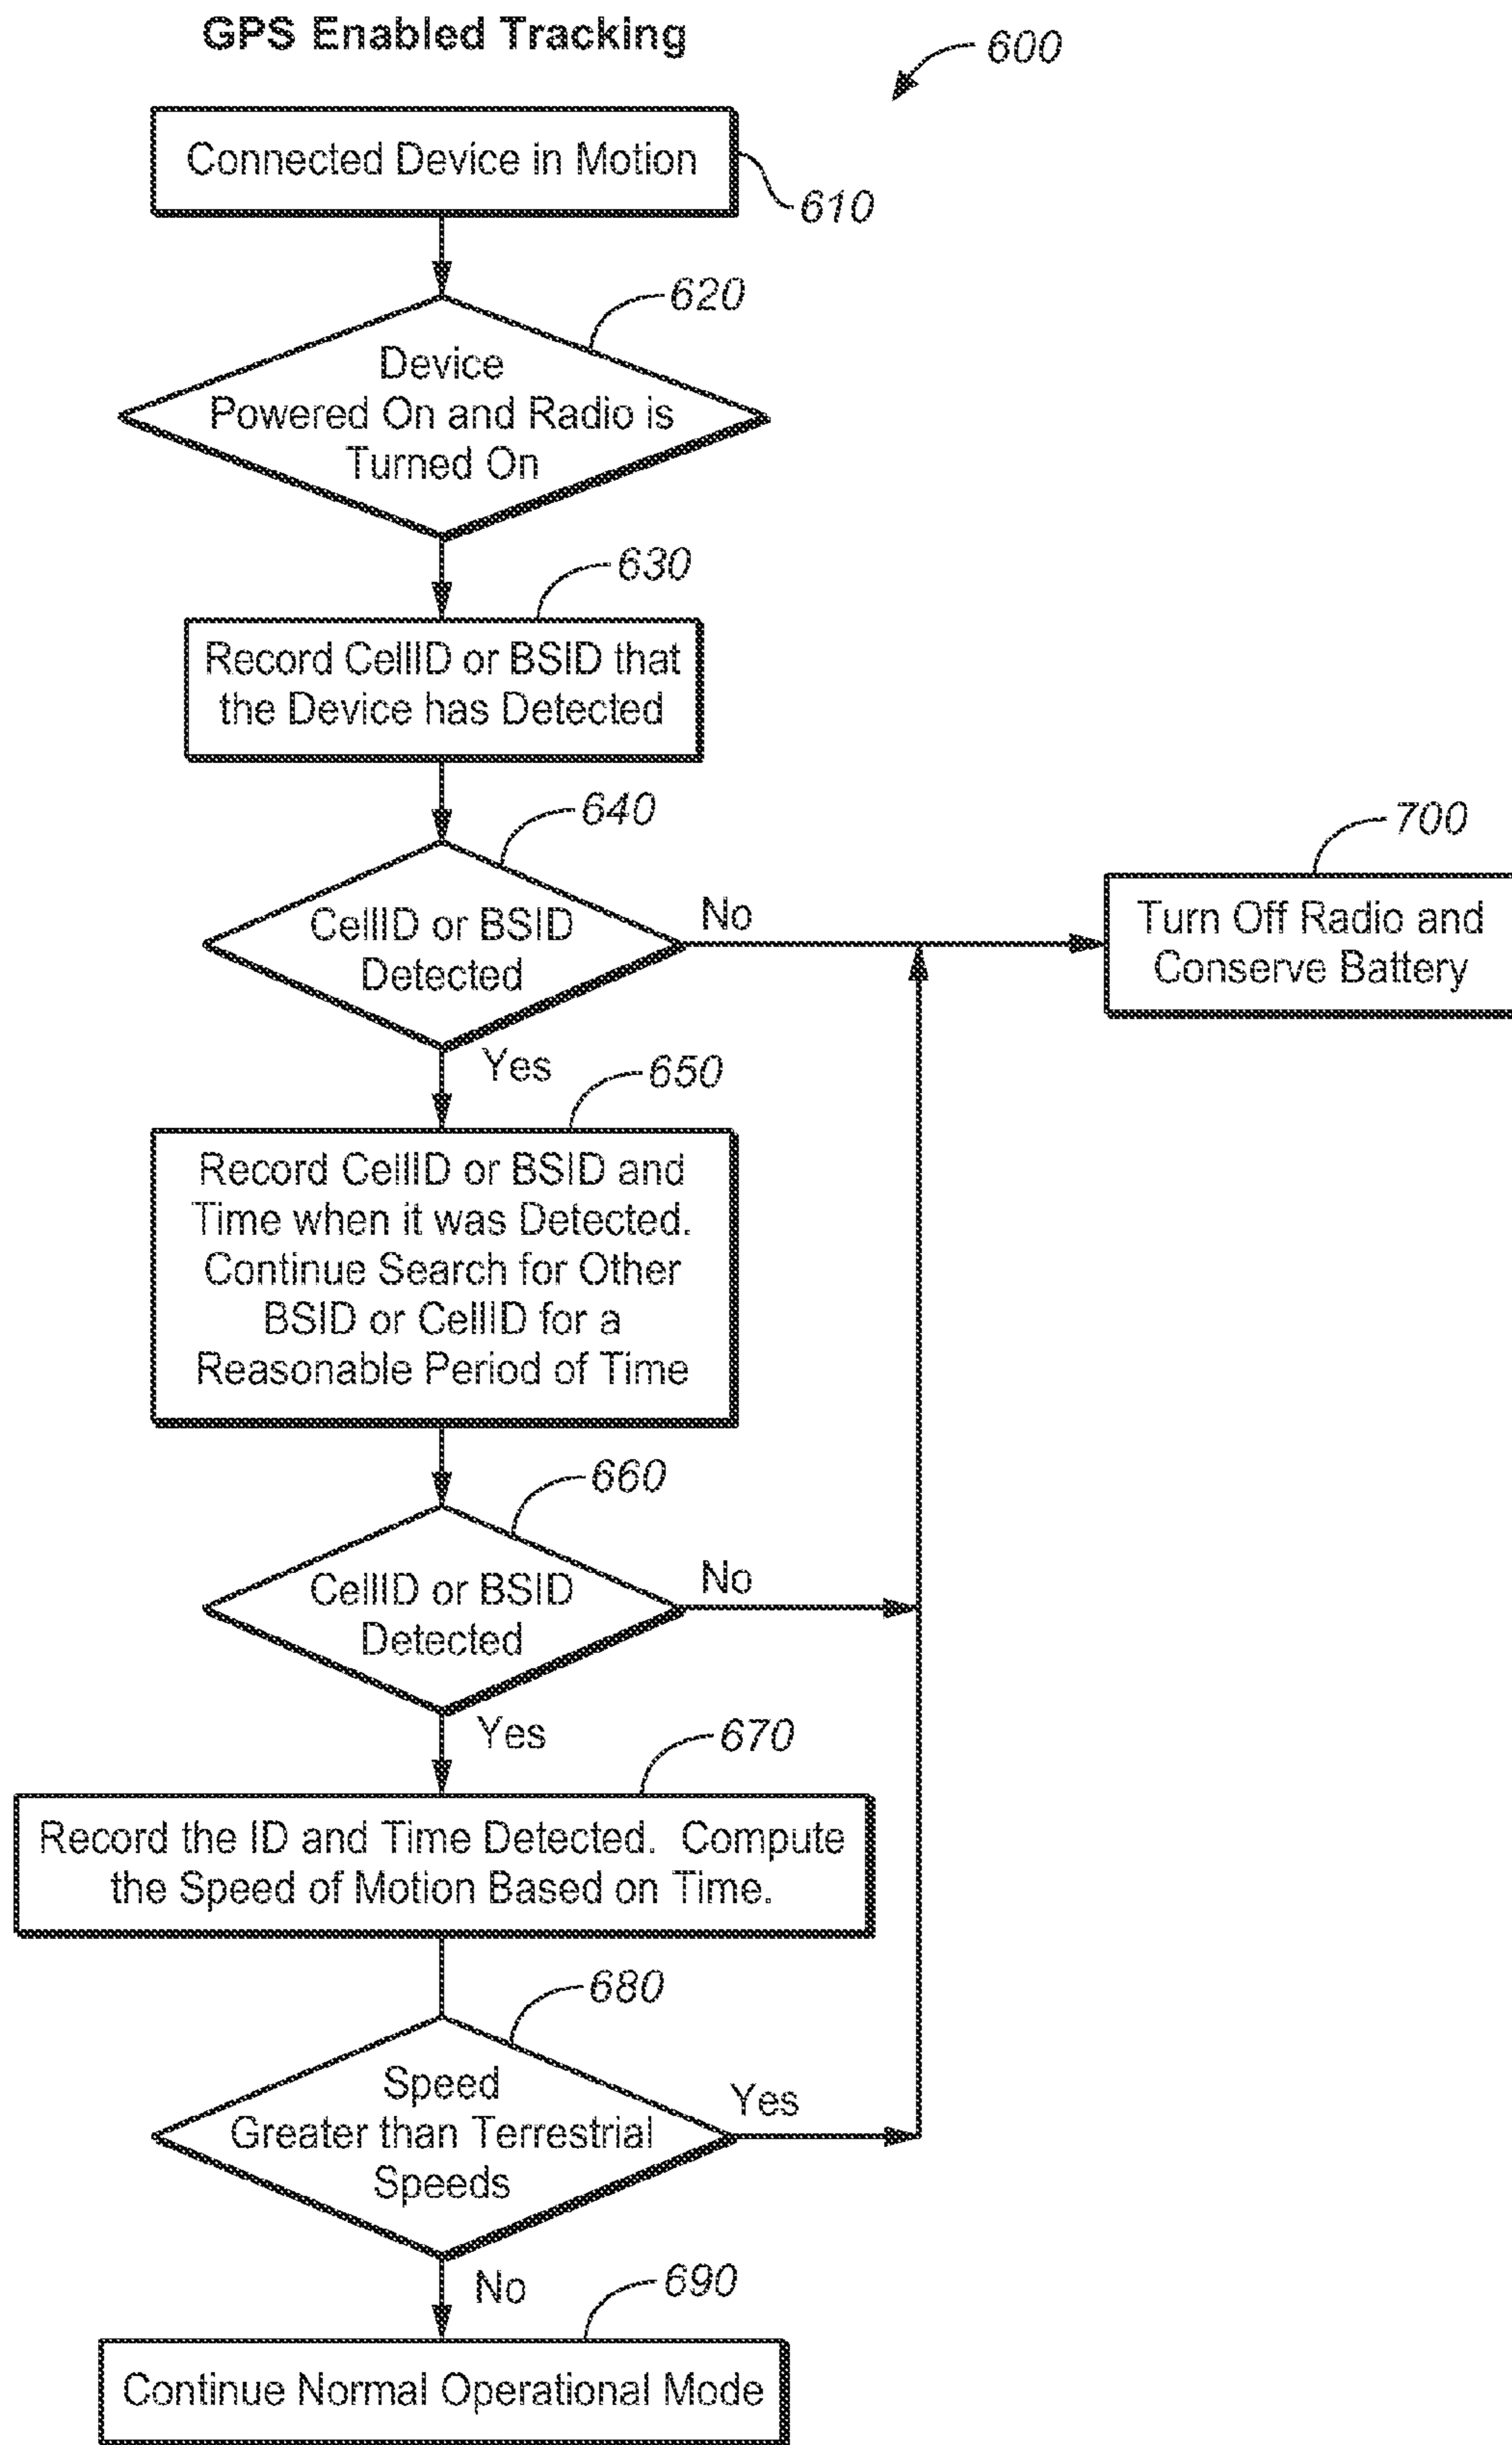 GPS Enabled Tracking
600
Connected Device in Motion
610
620
Device
Powered On and Radio is
Turned On
630
Record CellID or BSID that
the Device has Detected
640
CellID or BSID
Detected
No
700
Turn Off Radio and
Conserve Battery
Yes
650
Record CellID or BSID and
Time when it was Detected.
Continue Search for Other
BSID or CellID for a
Reasonable Period of Time
660
CellID or BSID
Detected
No
Yes
670
Record the ID and Time Detected. Compute
the Speed of Motion Based on Time.
680
Speed
Greater than Terrestrial
Speeds
Yes
No
690
Continue Normal Operational Mode